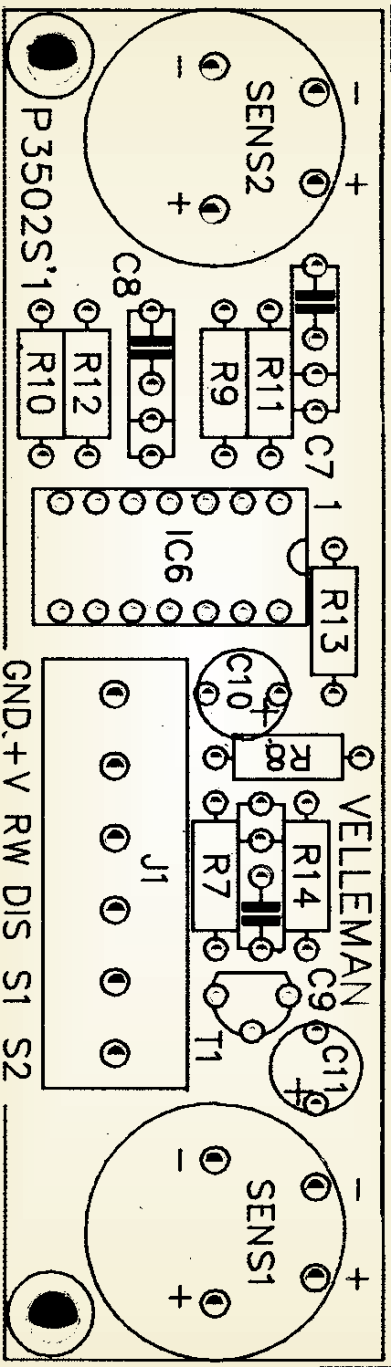 SENS2
-
-
+
+
P3502S'1
C8
R10
R12
R9
R11
C7
1
IC6
R13
C10
+
R8
GND.+V RW DIS S1 S2
J1
R7
R14
VELLEMAN
C9
T1
C11
+
SENS1
-
-
+
+